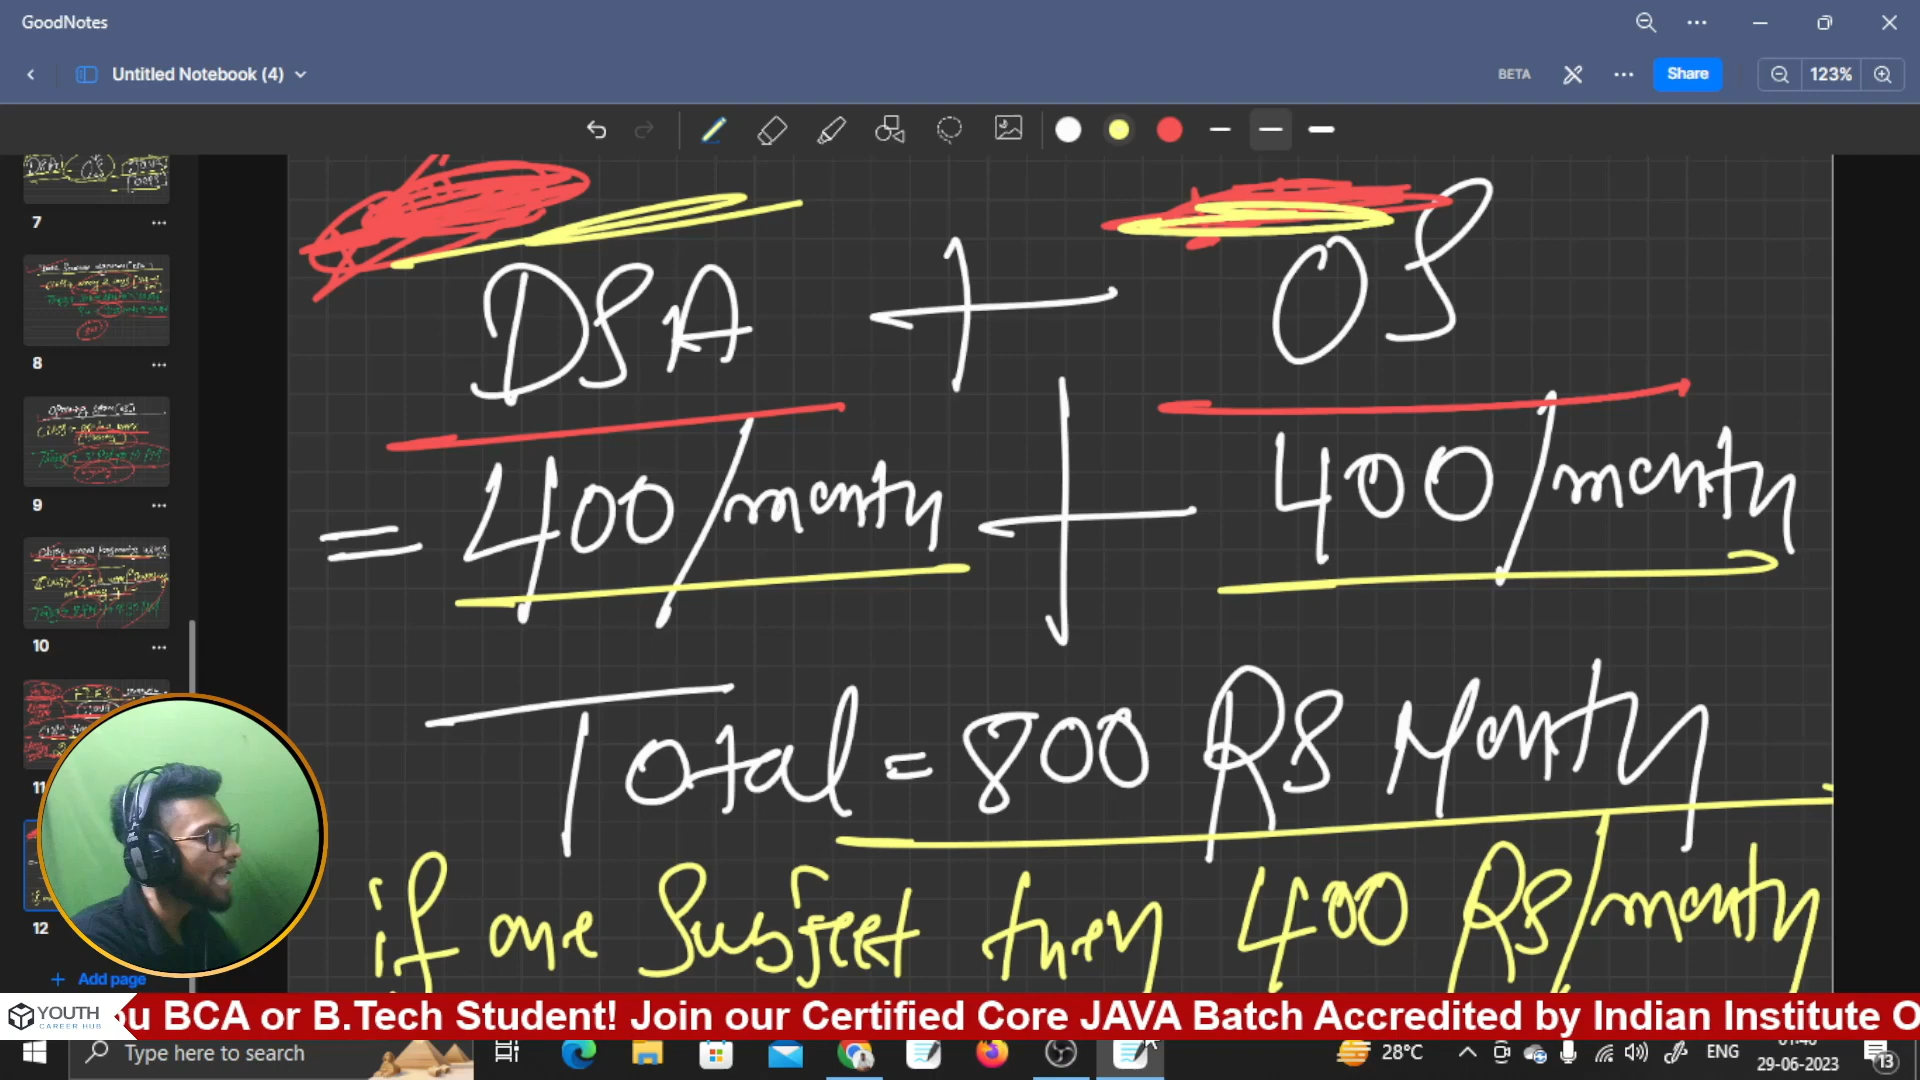 GoodNotes
Untitled Notebook (4)
BETA
Share
123%
DSA + OS
= 400/month + 400/month
Total = 800 RS Month
if one Subject then 400 RS/month
7
8
9
10
11
12
Add page
YOUTH
CAREER HUB
ou BCA or B.Tech Student! Join our Certified Core JAVA Batch Accredited by Indian Institute O
Type here to search
28°C
ENG
29-06-2023
13